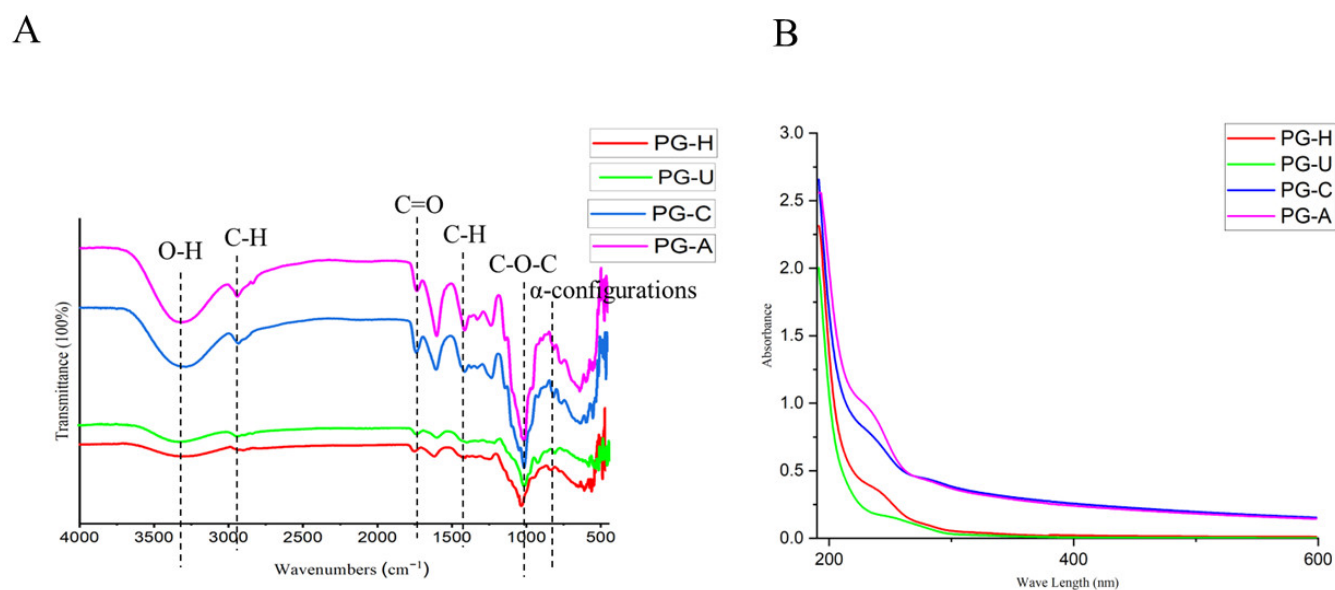 A
B
PG-H
PG-U
PG-C
PG-A
C=O
C-H
C-H
O-H
C-O-C
α-configurations
Transmittance (100%)
4000 3500 3000 2500 2000 1500 1000 500
Wavenumbers (cm⁻¹)
PG-H
PG-U
PG-C
PG-A
3.0
2.5
2.0
1.5
1.0
0.5
0.0
Absorbance
200 400 600
Wave Length (nm)